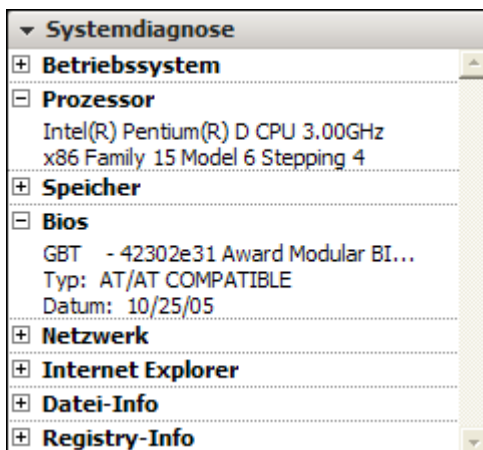 Systemdiagnose
Betriebssystem
Prozessor
Intel(R) Pentium(R) D CPU 3.00GHz
x86 Family 15 Model 6 Stepping 4
Speicher
Bios
GBT - 42302e31 Award Modular BI...
Typ: AT/AT COMPATIBLE
Datum: 10/25/05
Netzwerk
Internet Explorer
Datei-Info
Registry-Info